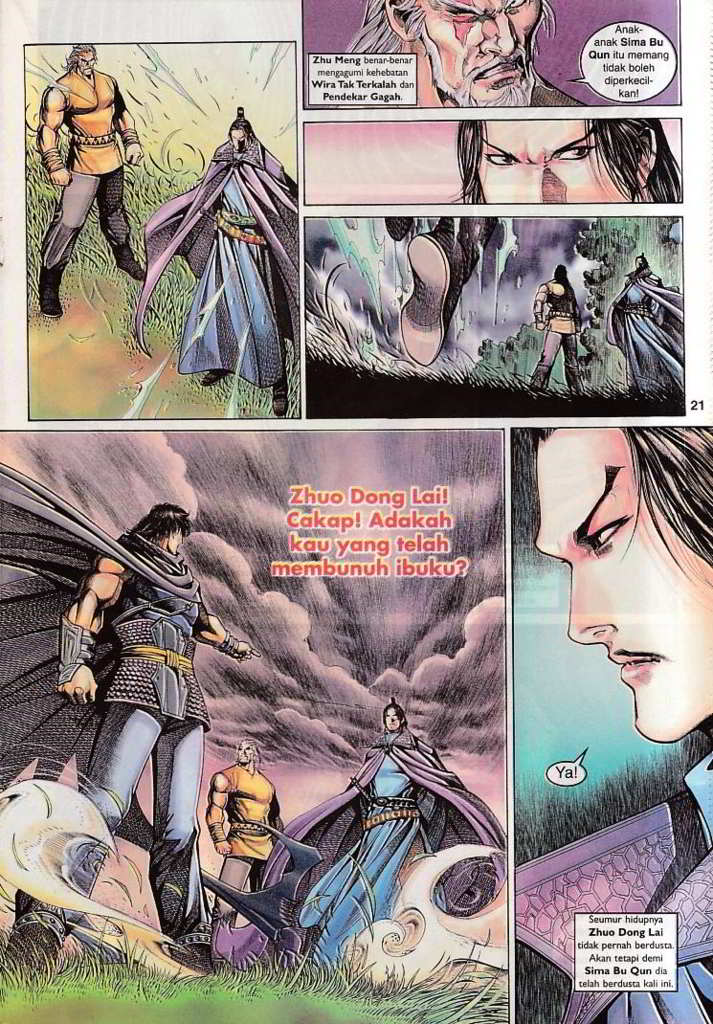 Zhu Meng benar-benar
mengagumi kehebatan
Wira Tak Terkalah dan
Pendekar Gagah.
Anak-
anak Sima Bu
Qun itu memang
tidak boleh
diperkecil-
kan!
21
Zhuo Dong Lai!
Cakap! Adakah
kau yang telah
membunuh ibuku?
Ya!
Seumur hidupnya
Zhuo Dong Lai
tidak pernah berdusta.
Akan tetapi demi
Sima Bu Qun dia
telah berdusta kali ini.